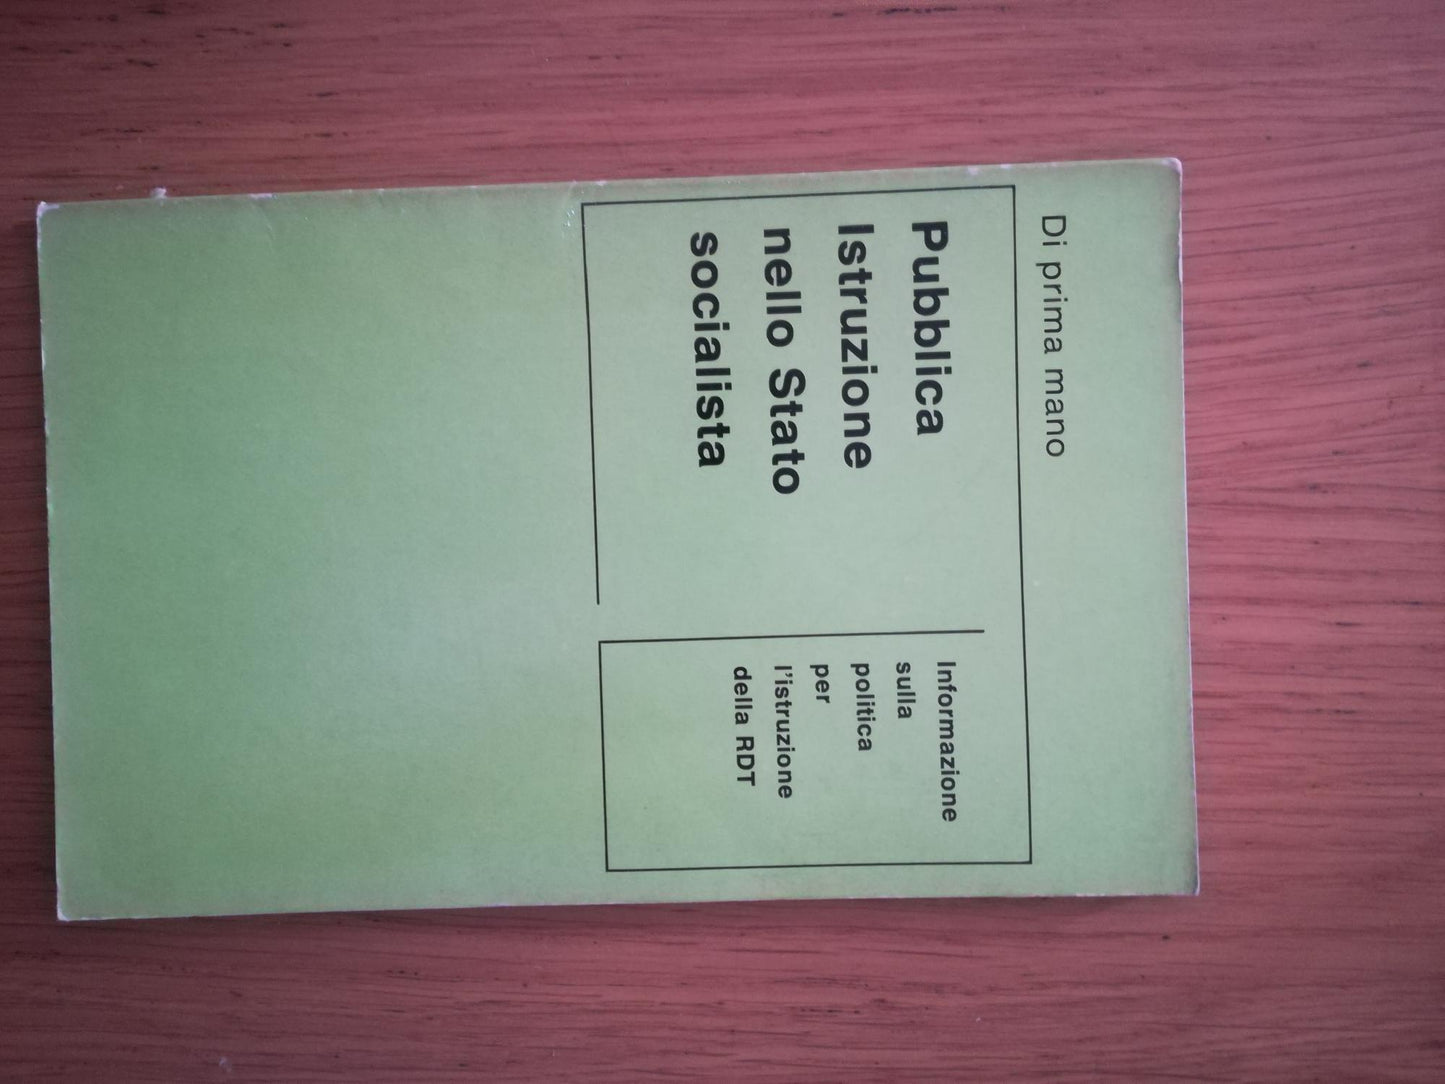 Di prima mano
Pubblica
Istruzione
nello Stato
socialista
Informazione
sulla
politica
per
l'istruzione
della RDT